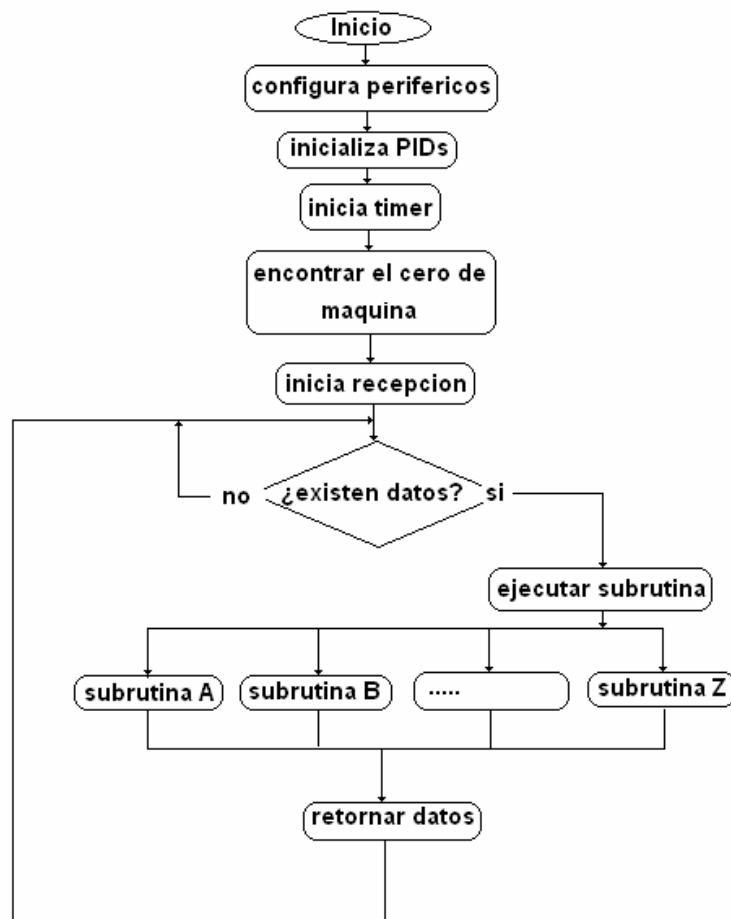 Inicio
configura perifericos
inicializa PIDs
inicia timer
encontrar el cero de
maquina
inicia recepcion
no
¿existen datos?
si
ejecutar subrutina
subrutina A
subrutina B
.....
subrutina Z
retornar datos